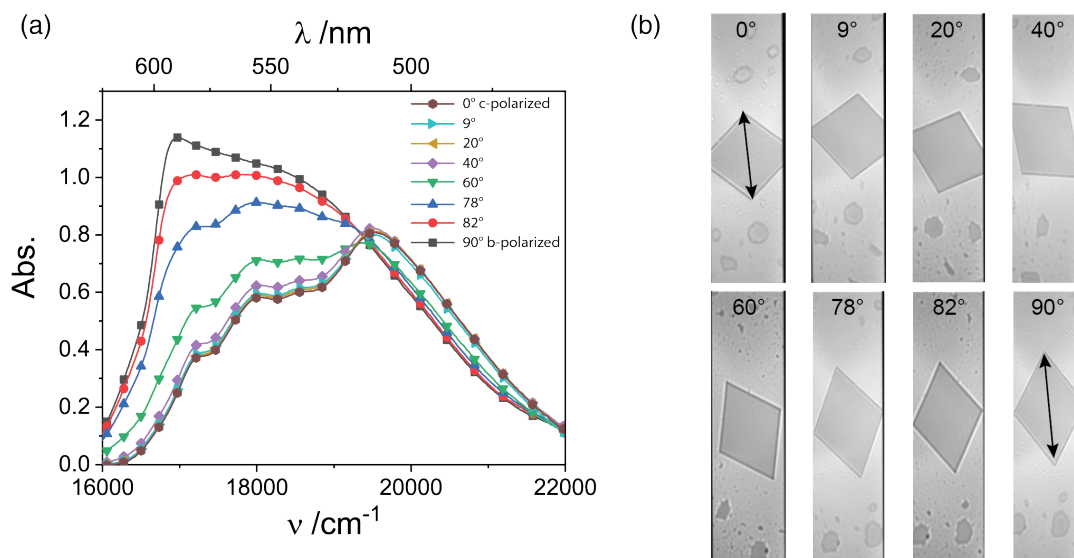 (a)
λ /nm
600 550 500
0° c-polarized
9°
20°
40°
60°
78°
82°
90° b-polarized
Abs.
1.2
1.0
0.8
0.6
0.4
0.2
0.0
16000 18000 20000 22000
ν /cm⁻¹
(b)
0° 9° 20° 40°
60° 78° 82° 90°